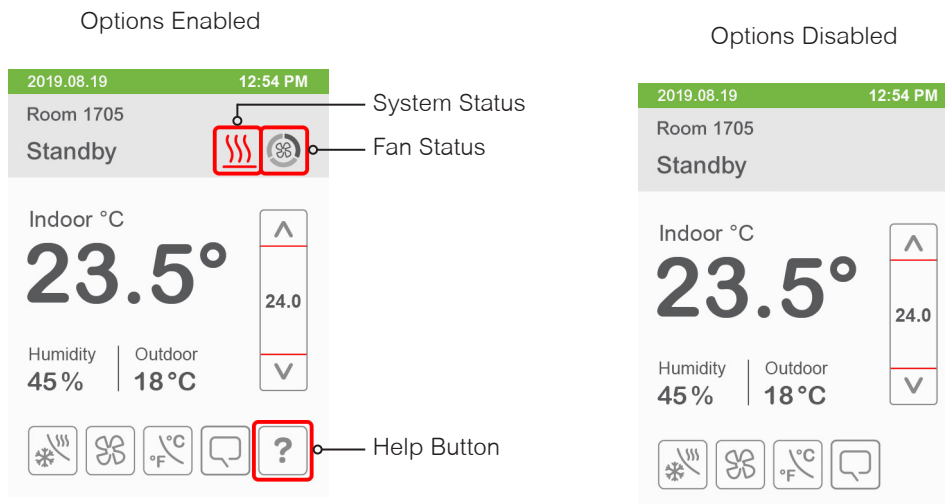 Options Enabled
2019.08.19 12:54 PM
Room 1705
Standby
System Status
Fan Status
Indoor °C
23.5°
24.0
Humidity Outdoor
45% 18°C
°C
°F
?
Help Button
Options Disabled
2019.08.19 12:54 PM
Room 1705
Standby
Indoor °C
23.5°
24.0
Humidity Outdoor
45% 18°C
°C
°F